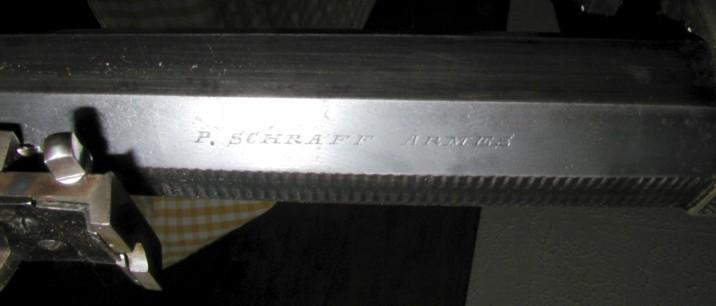 P. SCHRAFF ARMES